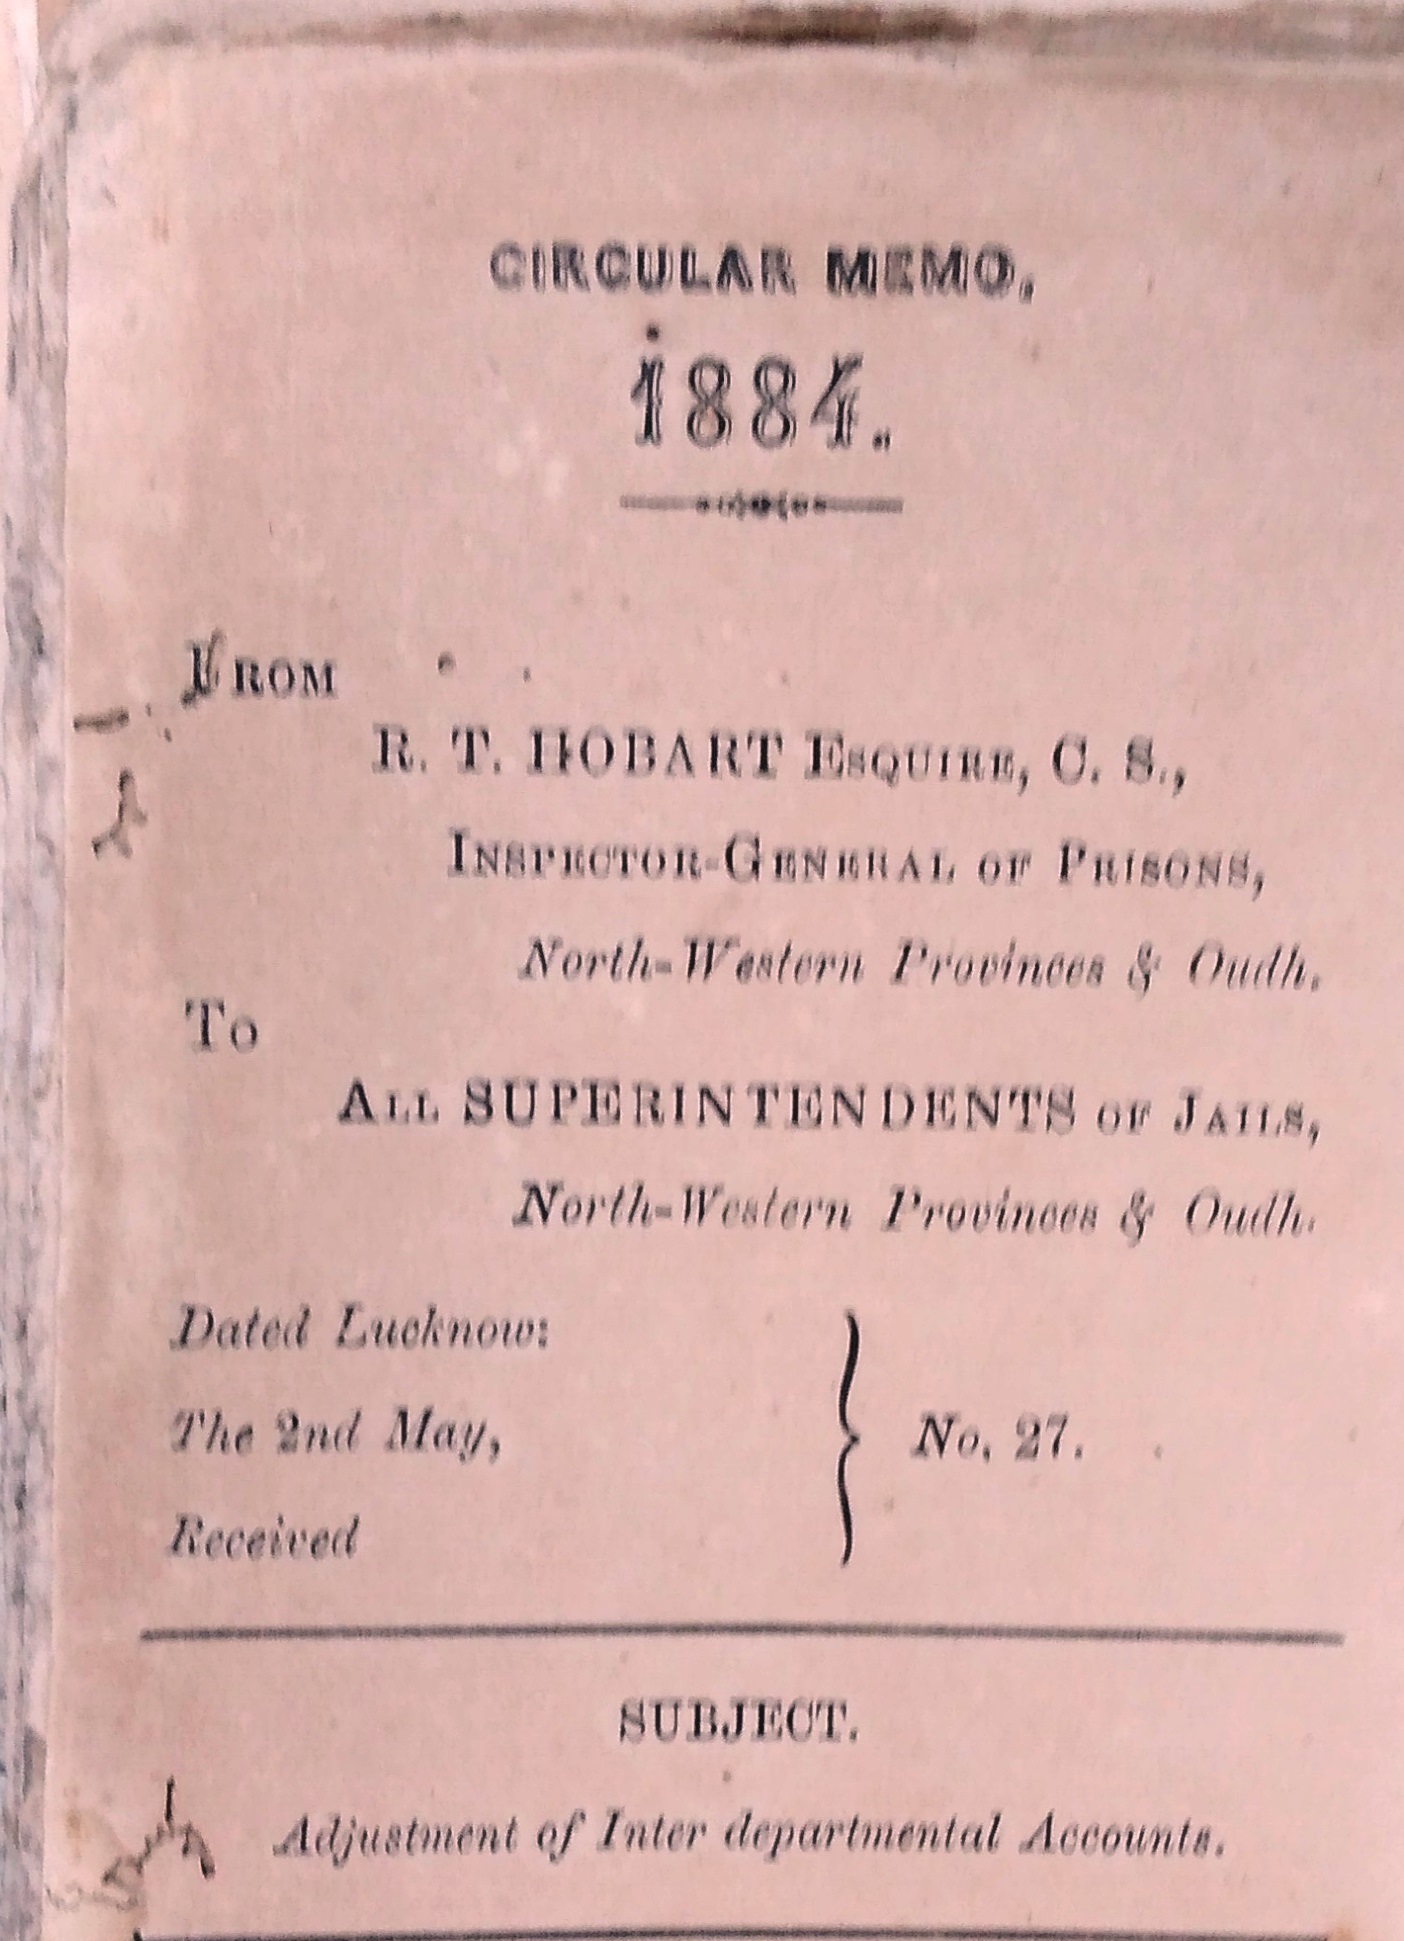 CIRCULAR MEMO,
1884.
FROM
R. T. HOBART ESQUIRE, C. S.,
INSPECTOR-GENERAL OF PRISONS,
North-Western Provinces & Oudh.
To
ALL SUPERINTENDENTS OF JAILS,
North-Western Provinces & Oudh.
Dated Lucknow:
The 2nd May,
No. 27.
Received
SUBJECT.
Adjustment of Inter departmental Accounts.